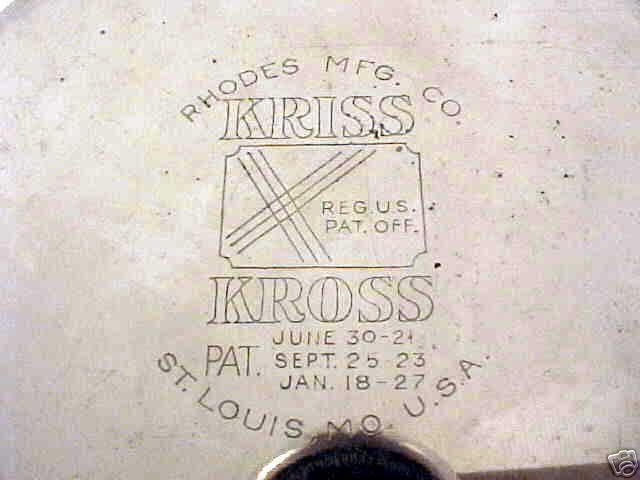 RHODES MFG. CO.
KRISS
REG. U.S.
PAT. OFF.
KROSS
PAT.
JUNE 30-21
SEPT. 25-23
JAN. 18-27
ST. LOUIS, MO. U.S.A.